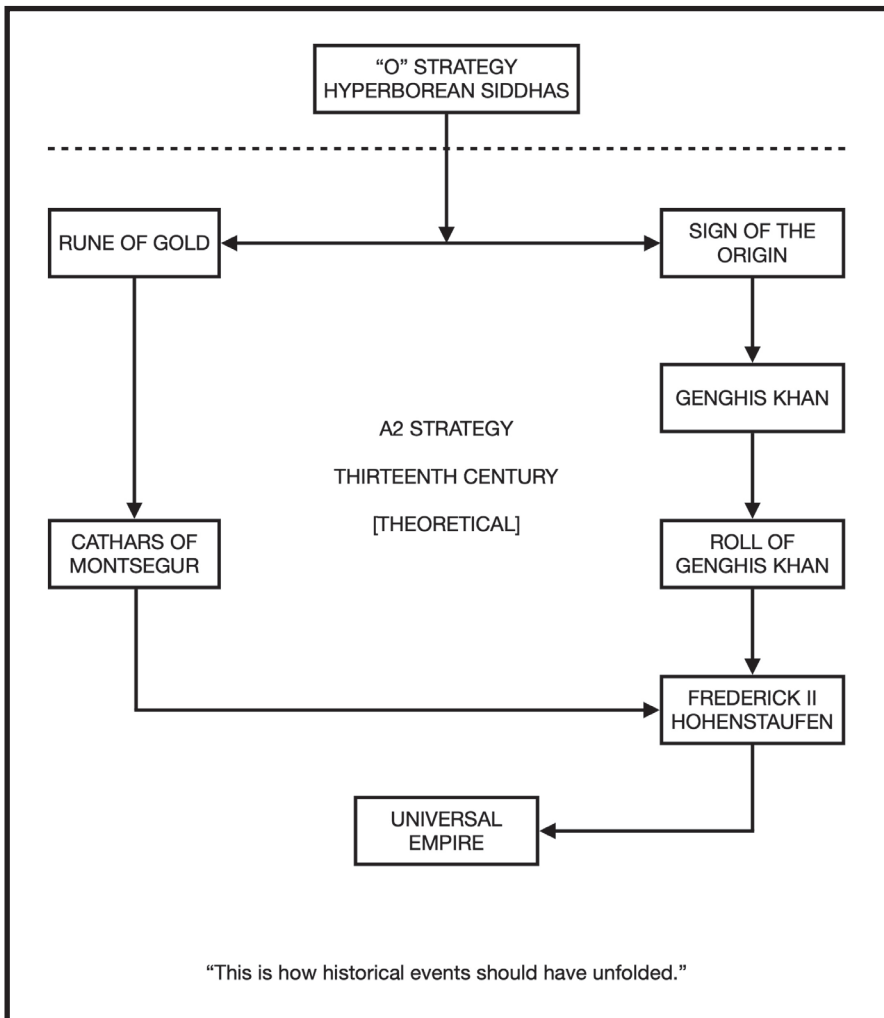 “O” STRATEGY
HYPERBOREAN SIDDHAS
RUNE OF GOLD
SIGN OF THE
ORIGIN
GENGHIS KHAN
A2 STRATEGY
THIRTEENTH CENTURY
[THEORETICAL]
CATHARS OF
MONTSEGUR
ROLL OF
GENGHIS KHAN
FREDERICK II
HOHENSTAUFEN
UNIVERSAL
EMPIRE
“This is how historical events should have unfolded.”